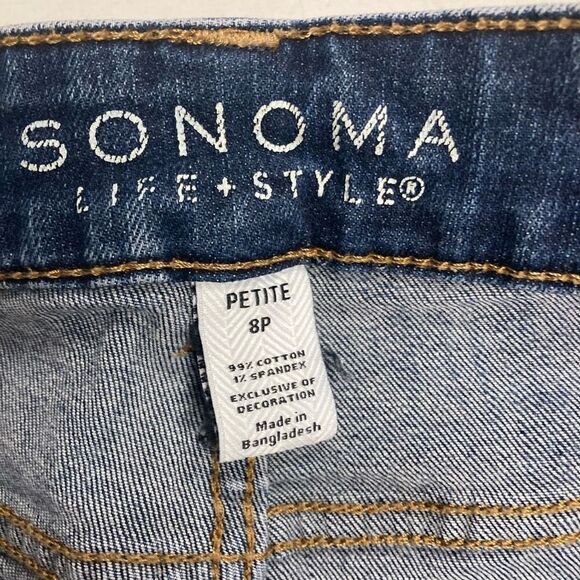 SONOMA
LIFE + STYLE®
PETITE
8P
99% COTTON
1% SPANDEX
EXCLUSIVE OF
DECORATION
Made in
Bangladesh